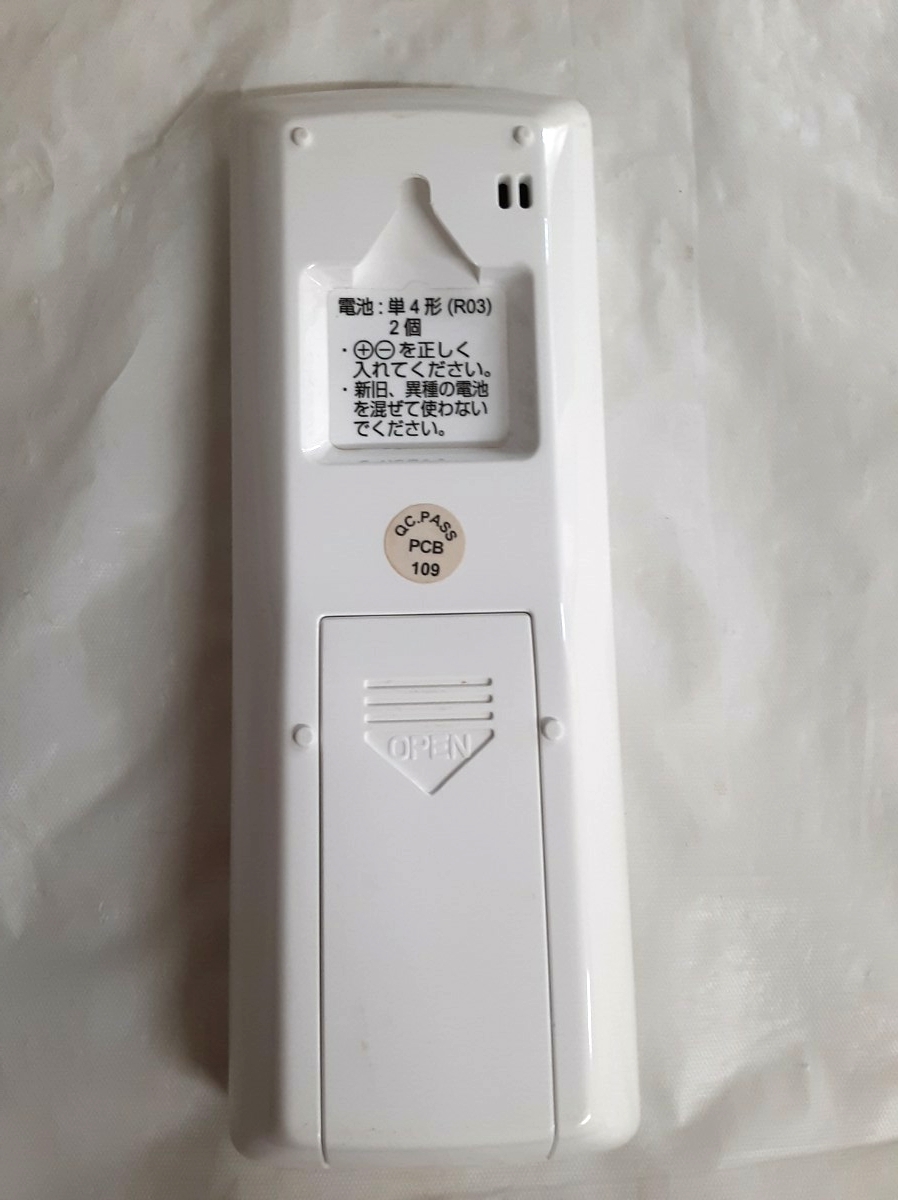 電池：単4形(R03)
2個
・⊕⊖を正しく
入れてください。
・新旧、異種の電池
を混ぜて使わない
でください。
QC.PASS
PCB
109
OPEN